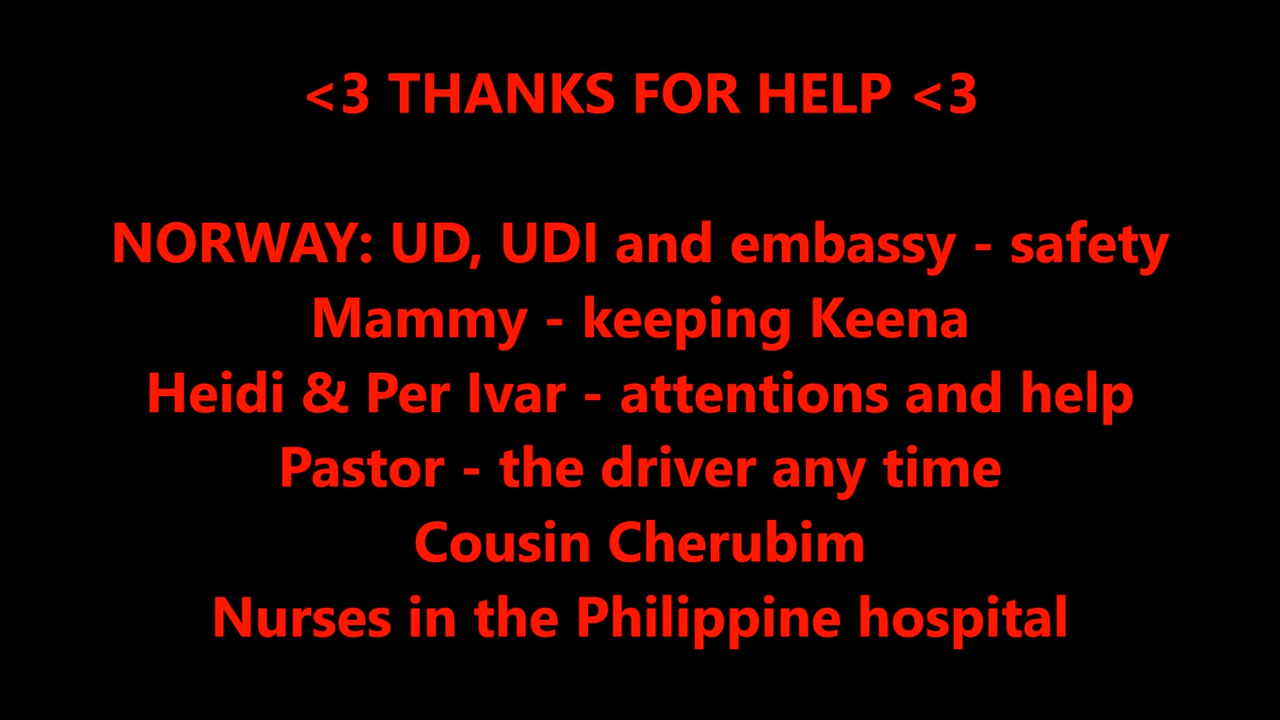 <3 THANKS FOR HELP <3
NORWAY: UD, UDI and embassy - safety
Mammy - keeping Keena
Heidi & Per Ivar - attentions and help
Pastor - the driver any time
Cousin Cherubim
Nurses in the Philippine hospital